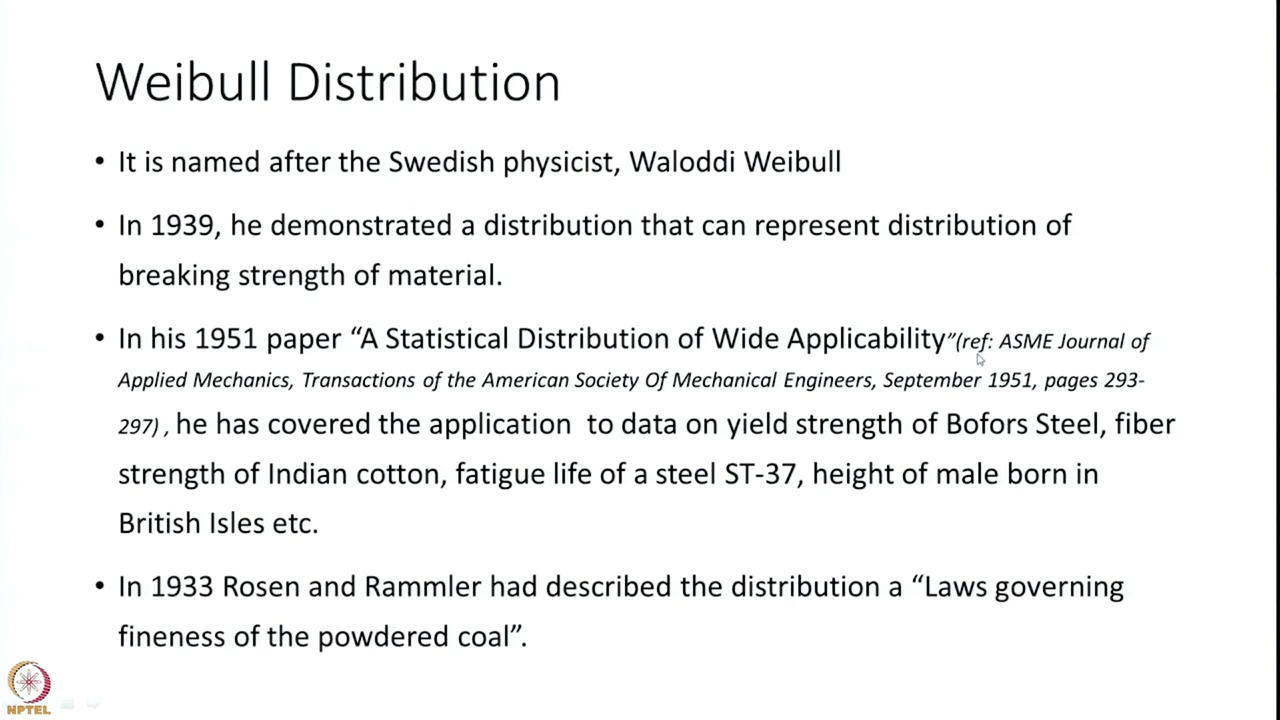 Weibull Distribution
• It is named after the Swedish physicist, Waloddi Weibull
• In 1939, he demonstrated a distribution that can represent distribution of
breaking strength of material.
• In his 1951 paper “A Statistical Distribution of Wide Applicability”(ref: ASME Journal of
Applied Mechanics, Transactions of the American Society Of Mechanical Engineers, September 1951, pages 293-
297) , he has covered the application  to data on yield strength of Bofors Steel, fiber
strength of Indian cotton, fatigue life of a steel ST-37, height of male born in
British Isles etc.
• In 1933 Rosen and Rammler had described the distribution a “Laws governing
fineness of the powdered coal”.
NPTEL